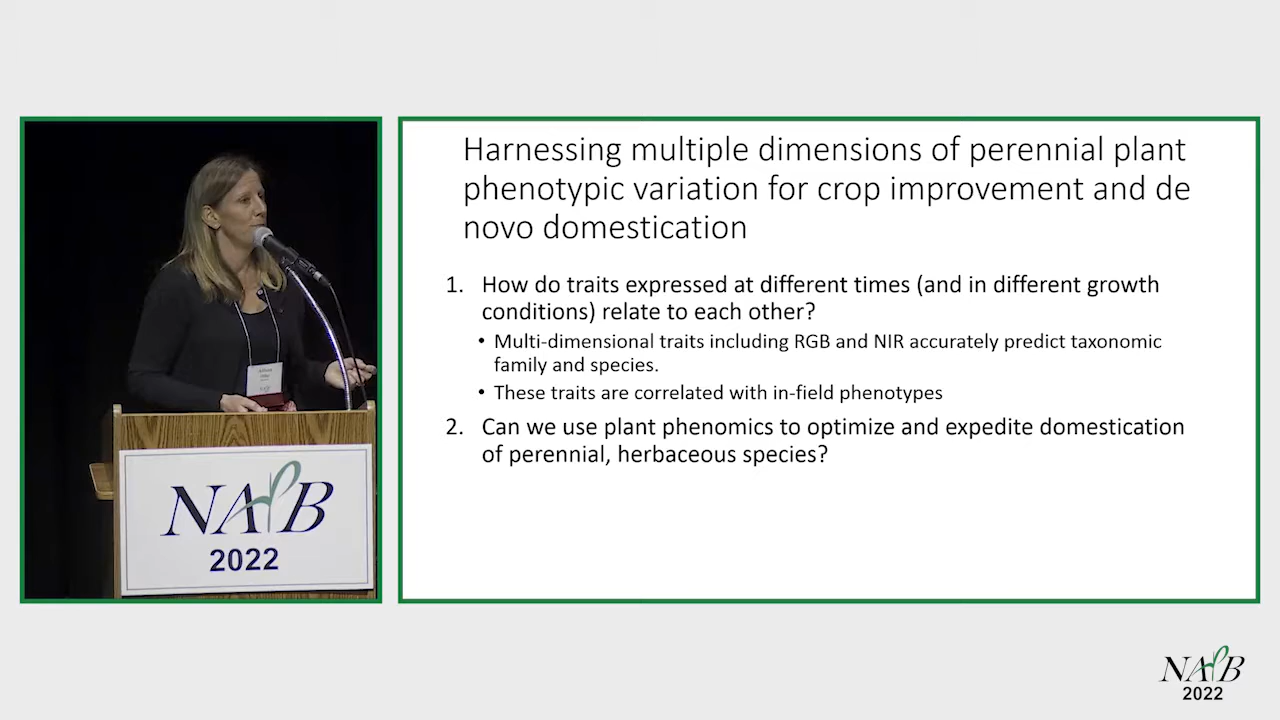 Harnessing multiple dimensions of perennial plant
phenotypic variation for crop improvement and de
novo domestication
1. How do traits expressed at different times (and in different growth
conditions) relate to each other?
• Multi-dimensional traits including RGB and NIR accurately predict taxonomic
family and species.
• These traits are correlated with in-field phenotypes
2. Can we use plant phenomics to optimize and expedite domestication
of perennial, herbaceous species?
NAPB
2022
NAPB
2022